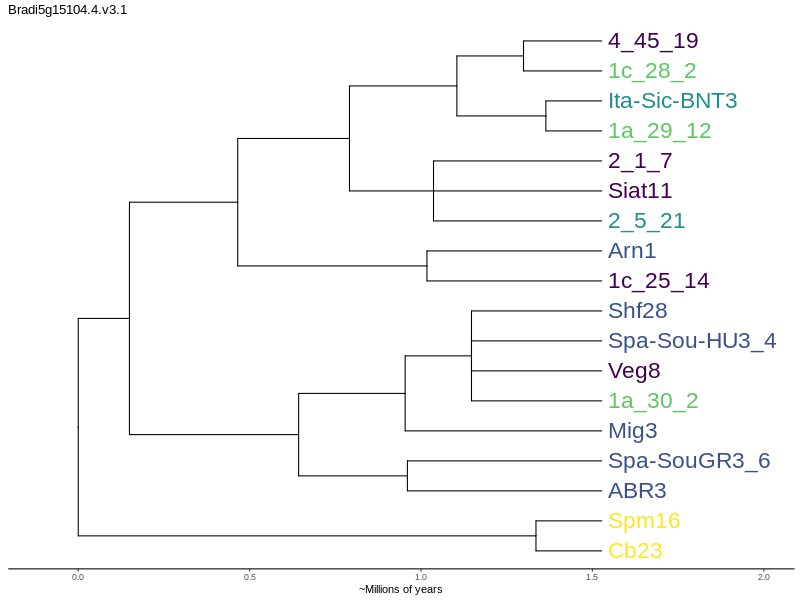 Bradi5g15104.4.v3.1
4_45_19
1c_28_2
Ita-Sic-BNT3
1a_29_12
2_1_7
Siat11
2_5_21
Arn1
1c_25_14
Shf28
Spa-Sou-HU3_4
Veg8
1a_30_2
Mig3
Spa-SouGR3_6
ABR3
Spm16
Cb23
0.0 0.5 1.0 1.5 2.0
~Millions of years